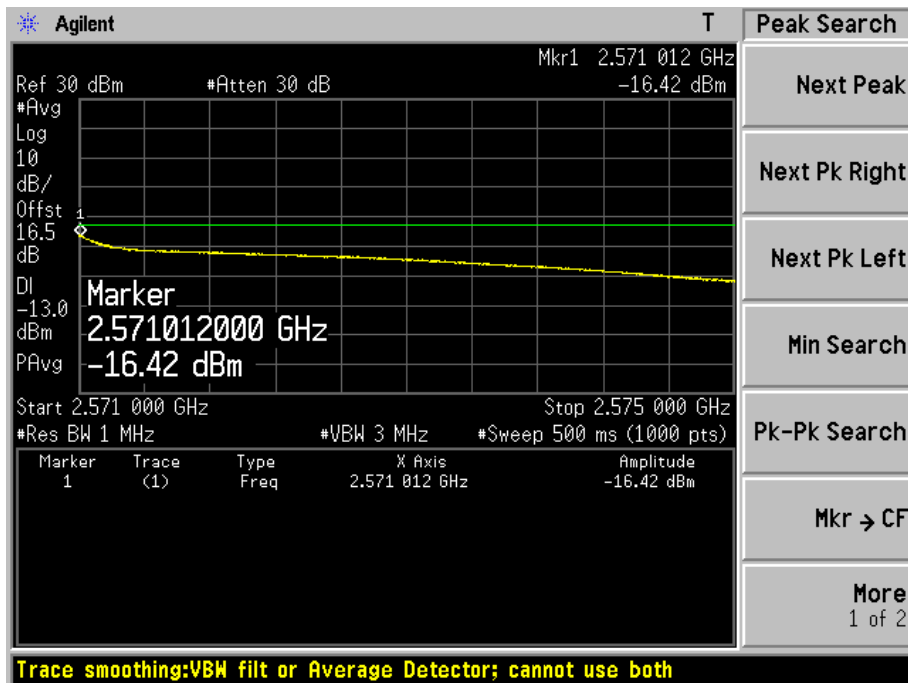 Agilent T
Peak Search
Mkr1 2.571 012 GHz
Ref 30 dBm #Atten 30 dB -16.42 dBm
#Avg
Log
10
dB/
Offst
16.5
dB
DI
-13.0
dBm
PAvg
1
Marker
2.571012000 GHz
-16.42 dBm
Start 2.571 000 GHz Stop 2.575 000 GHz
#Res BW 1 MHz #VBW 3 MHz #Sweep 500 ms (1000 pts)
Marker Trace Type X Axis Amplitude
1 (1) Freq 2.571 012 GHz -16.42 dBm
Next Peak
Next Pk Right
Next Pk Left
Min Search
Pk-Pk Search
Mkr → CF
More
1 of 2
Trace smoothing:VBW filt or Average Detector; cannot use both